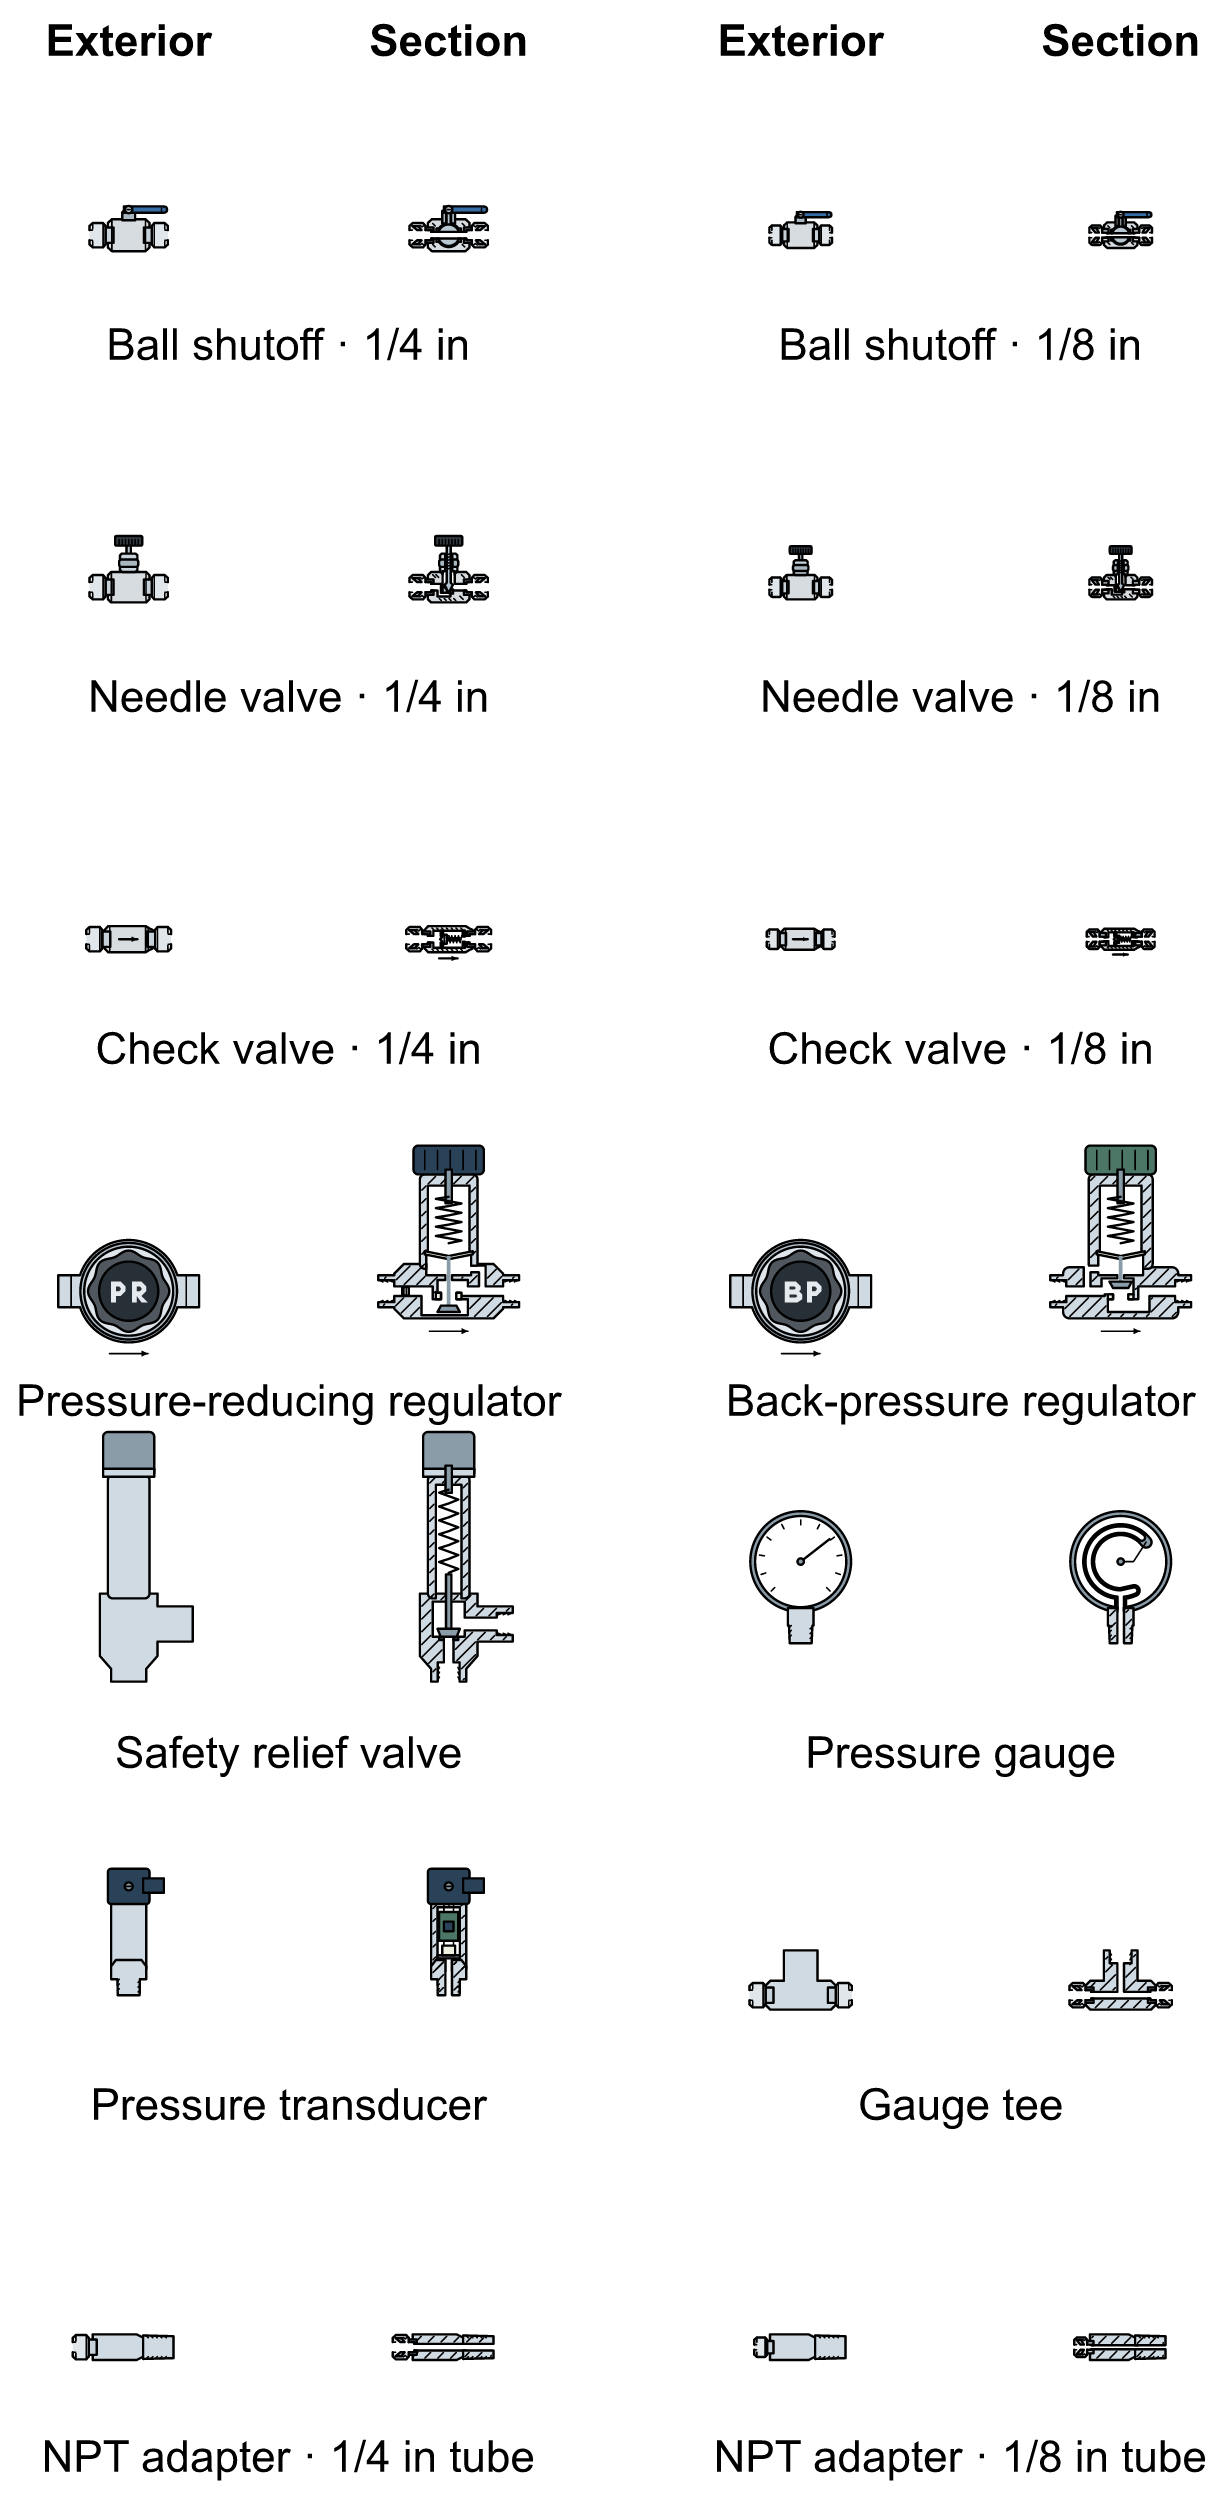 Exterior Section Exterior Section
Ball shutoff · 1/4 in Ball shutoff · 1/8 in
Needle valve · 1/4 in Needle valve · 1/8 in
Check valve · 1/4 in Check valve · 1/8 in
PR BP
Pressure-reducing regulator Back-pressure regulator
Safety relief valve Pressure gauge
Pressure transducer Gauge tee
NPT adapter · 1/4 in tube NPT adapter · 1/8 in tube